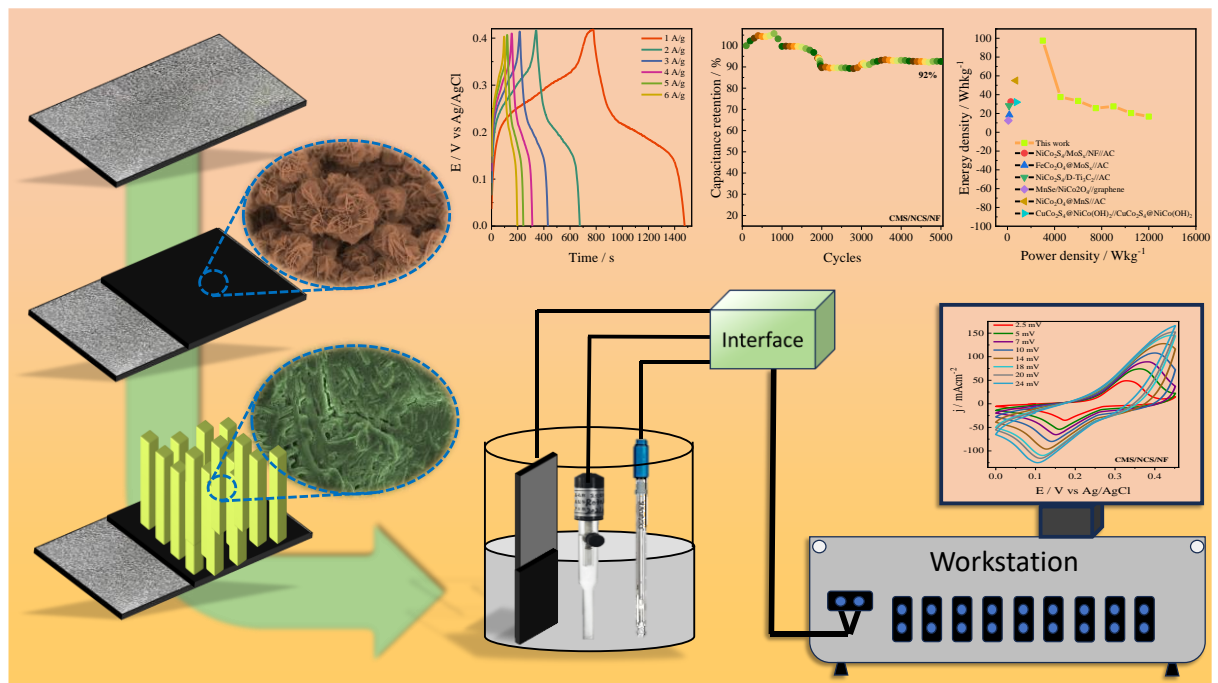 0.4
0.3
0.2
0.1
0.0
E / V vs Ag/AgCl
1 A/g
2 A/g
3 A/g
4 A/g
5 A/g
6 A/g
0 200 400 600 800 1000 1200 1400
Time / s
100
90
80
70
60
50
40
30
20
Capacitance retention / %
92%
CMS/NCS/NF
0 1000 2000 3000 4000 5000
Cycles
100
80
60
40
20
0
-20
-40
-60
-80
-100
Energy density / Whkg⁻¹
This work
NiCo₂S₄/MoSₓ/NF//AC
FeCo₂O₄@MoSₓ//AC
NiCo₂S₄/D-Ti₃C₂//AC
MnSe/NiCo2O₄//graphene
NiCo₂O₄@MnS//AC
CuCo₂S₄@NiCo(OH)₂//CuCo₂S₄@NiCo(OH)₂
0 4000 8000 12000 16000
Power density / Wkg⁻¹
Interface
2.5 mV
5 mV
7 mV
10 mV
14 mV
18 mV
20 mV
24 mV
150
100
50
0
-50
-100
j / mAcm⁻²
CMS/NCS/NF
0.0 0.1 0.2 0.3 0.4
E / V vs Ag/AgCl
Workstation